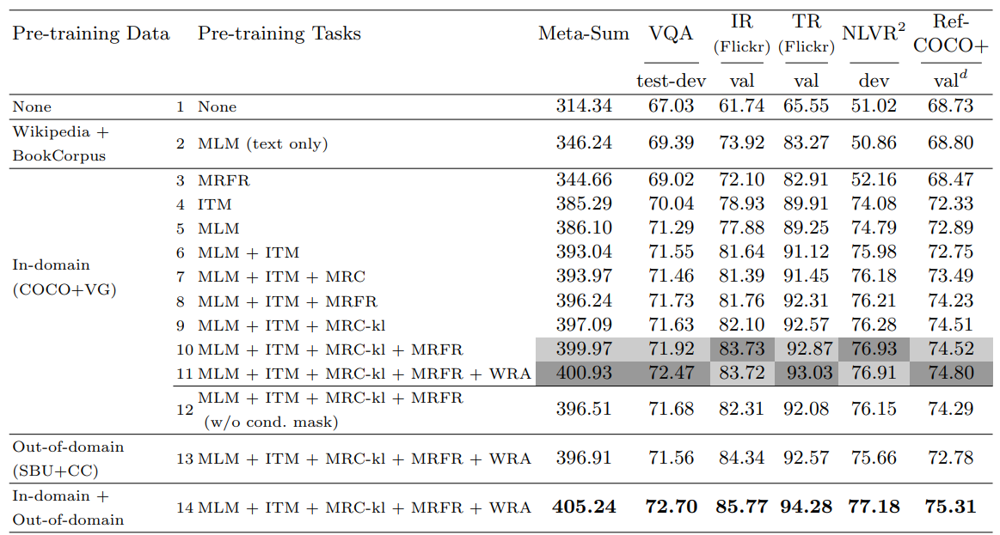 Pre-training Data Pre-training Tasks Meta-Sum VQA IR (Flickr) TR (Flickr) NLVR² Ref-COCO+
test-dev val val dev valᵈ
None 1 None 314.34 67.03 61.74 65.55 51.02 68.73
Wikipedia + BookCorpus 2 MLM (text only) 346.24 69.39 73.92 83.27 50.86 68.80
In-domain (COCO+VG) 3 MRFR 344.66 69.02 72.10 82.91 52.16 68.47
4 ITM 385.29 70.04 78.93 89.91 74.08 72.33
5 MLM 386.10 71.29 77.88 89.25 74.79 72.89
6 MLM + ITM 393.04 71.55 81.64 91.12 75.98 72.75
7 MLM + ITM + MRC 393.97 71.46 81.39 91.45 76.18 73.49
8 MLM + ITM + MRFR 396.24 71.73 81.76 92.31 76.21 74.23
9 MLM + ITM + MRC-kl 397.09 71.63 82.10 92.57 76.28 74.51
10 MLM + ITM + MRC-kl + MRFR 399.97 71.92 83.73 92.87 76.93 74.52
11 MLM + ITM + MRC-kl + MRFR + WRA 400.93 72.47 83.72 93.03 76.91 74.80
12 MLM + ITM + MRC-kl + MRFR (w/o cond. mask) 396.51 71.68 82.31 92.08 76.15 74.29
Out-of-domain (SBU+CC) 13 MLM + ITM + MRC-kl + MRFR + WRA 396.91 71.56 84.34 92.57 75.66 72.78
In-domain + Out-of-domain 14 MLM + ITM + MRC-kl + MRFR + WRA 405.24 72.70 85.77 94.28 77.18 75.31